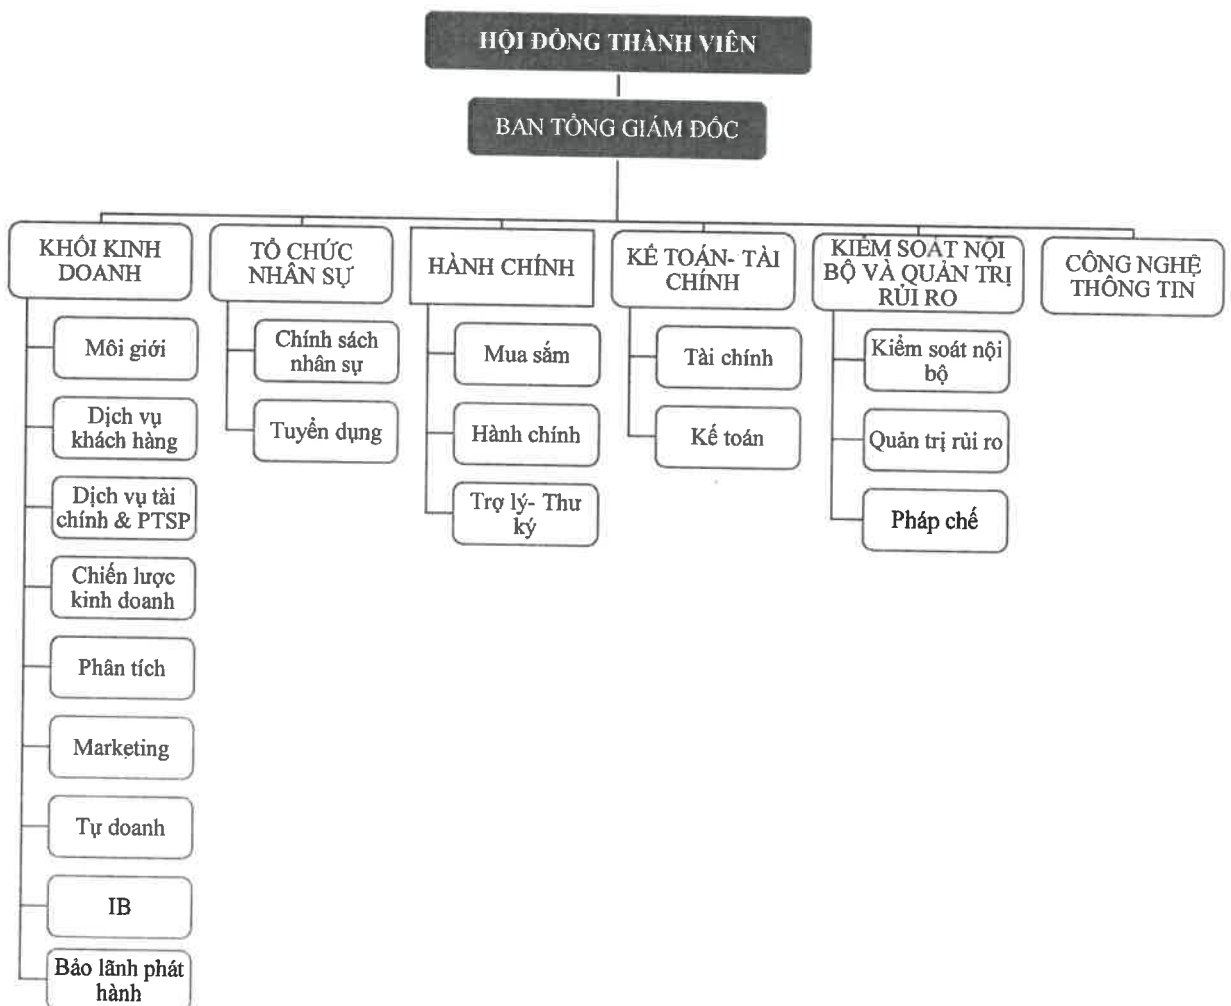 HỘI ĐỒNG THÀNH VIÊN
BAN TỔNG GIÁM ĐỐC
KHỐI KINH
DOANH
Môi giới
Dịch vụ
khách hàng
Dịch vụ tài
chính & PTSP
Chiến lược
kinh doanh
Phân tích
Marketing
Tự doanh
IB
Bảo lãnh phát
hành
TỔ CHỨC
NHÂN SỰ
Chính sách
nhân sự
Tuyển dụng
HÀNH CHÍNH
Mua sắm
Hành chính
Trợ lý- Thư
ký
KẾ TOÁN- TÀI
CHÍNH
Tài chính
Kế toán
KIỂM SOÁT NỘI
BỘ VÀ QUẢN TRỊ
RỦI RO
Kiểm soát nội
bộ
Quản trị rủi ro
Pháp chế
CÔNG NGHỆ
THÔNG TIN